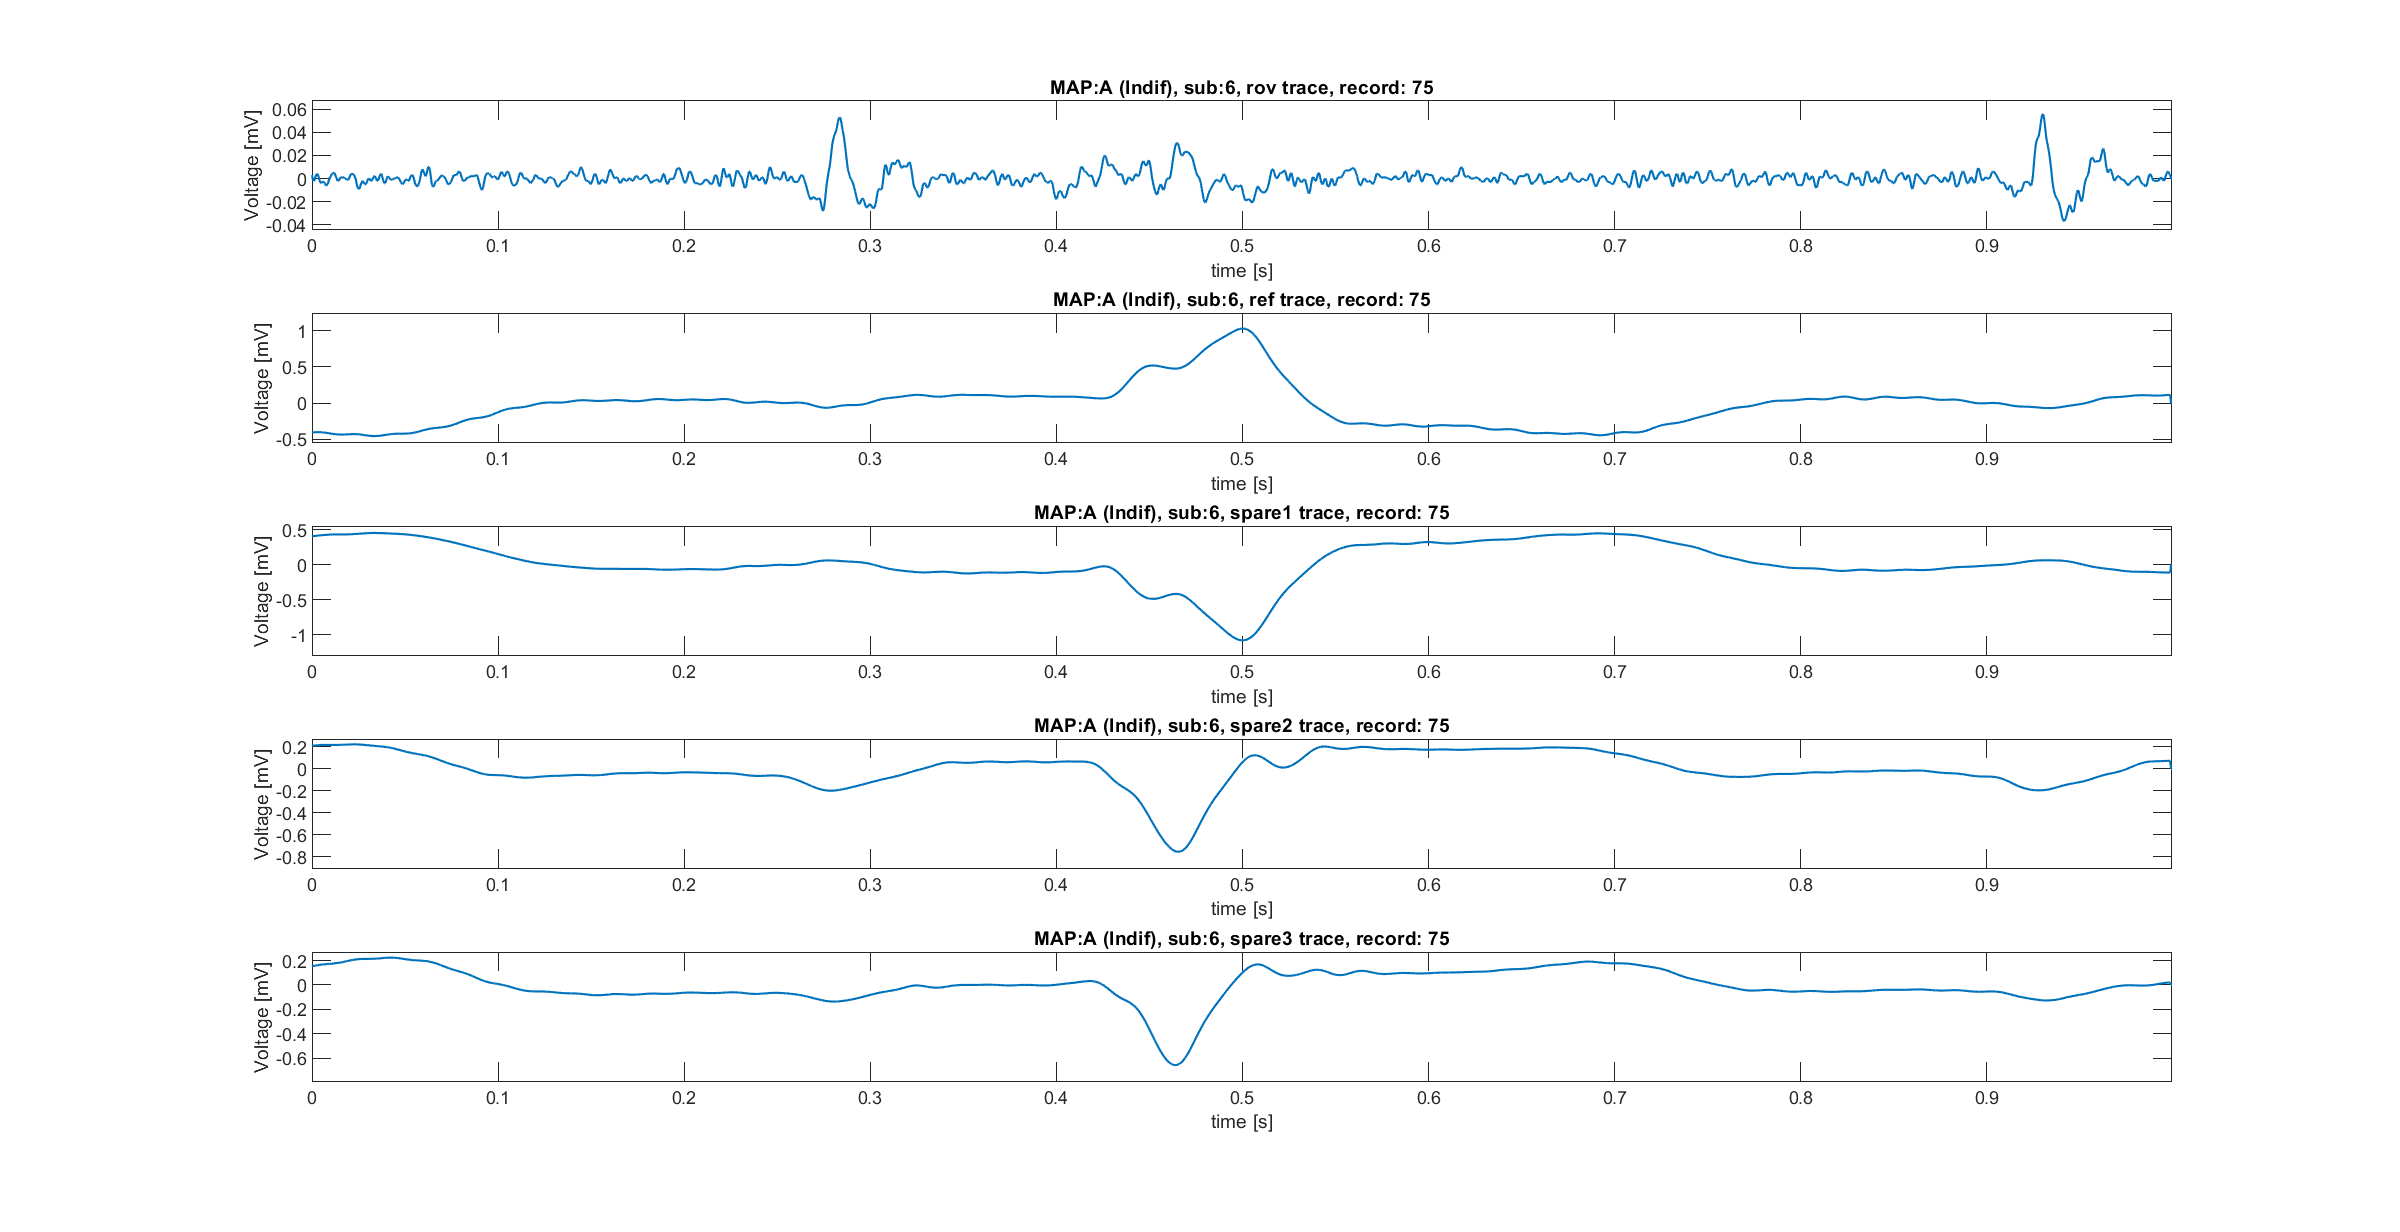 MAP:A (Indif), sub:6, rov trace, record: 75
Voltage [mV]
0.06
0.04
0.02
0
-0.02
-0.04
0 0.1 0.2 0.3 0.4 0.5 0.6 0.7 0.8 0.9
time [s]
MAP:A (Indif), sub:6, ref trace, record: 75
Voltage [mV]
1
0.5
0
-0.5
0 0.1 0.2 0.3 0.4 0.5 0.6 0.7 0.8 0.9
time [s]
MAP:A (Indif), sub:6, spare1 trace, record: 75
Voltage [mV]
0.5
0
-0.5
-1
0 0.1 0.2 0.3 0.4 0.5 0.6 0.7 0.8 0.9
time [s]
MAP:A (Indif), sub:6, spare2 trace, record: 75
Voltage [mV]
0.2
0
-0.2
-0.4
-0.6
-0.8
0 0.1 0.2 0.3 0.4 0.5 0.6 0.7 0.8 0.9
time [s]
MAP:A (Indif), sub:6, spare3 trace, record: 75
Voltage [mV]
0.2
0
-0.2
-0.4
-0.6
0 0.1 0.2 0.3 0.4 0.5 0.6 0.7 0.8 0.9
time [s]